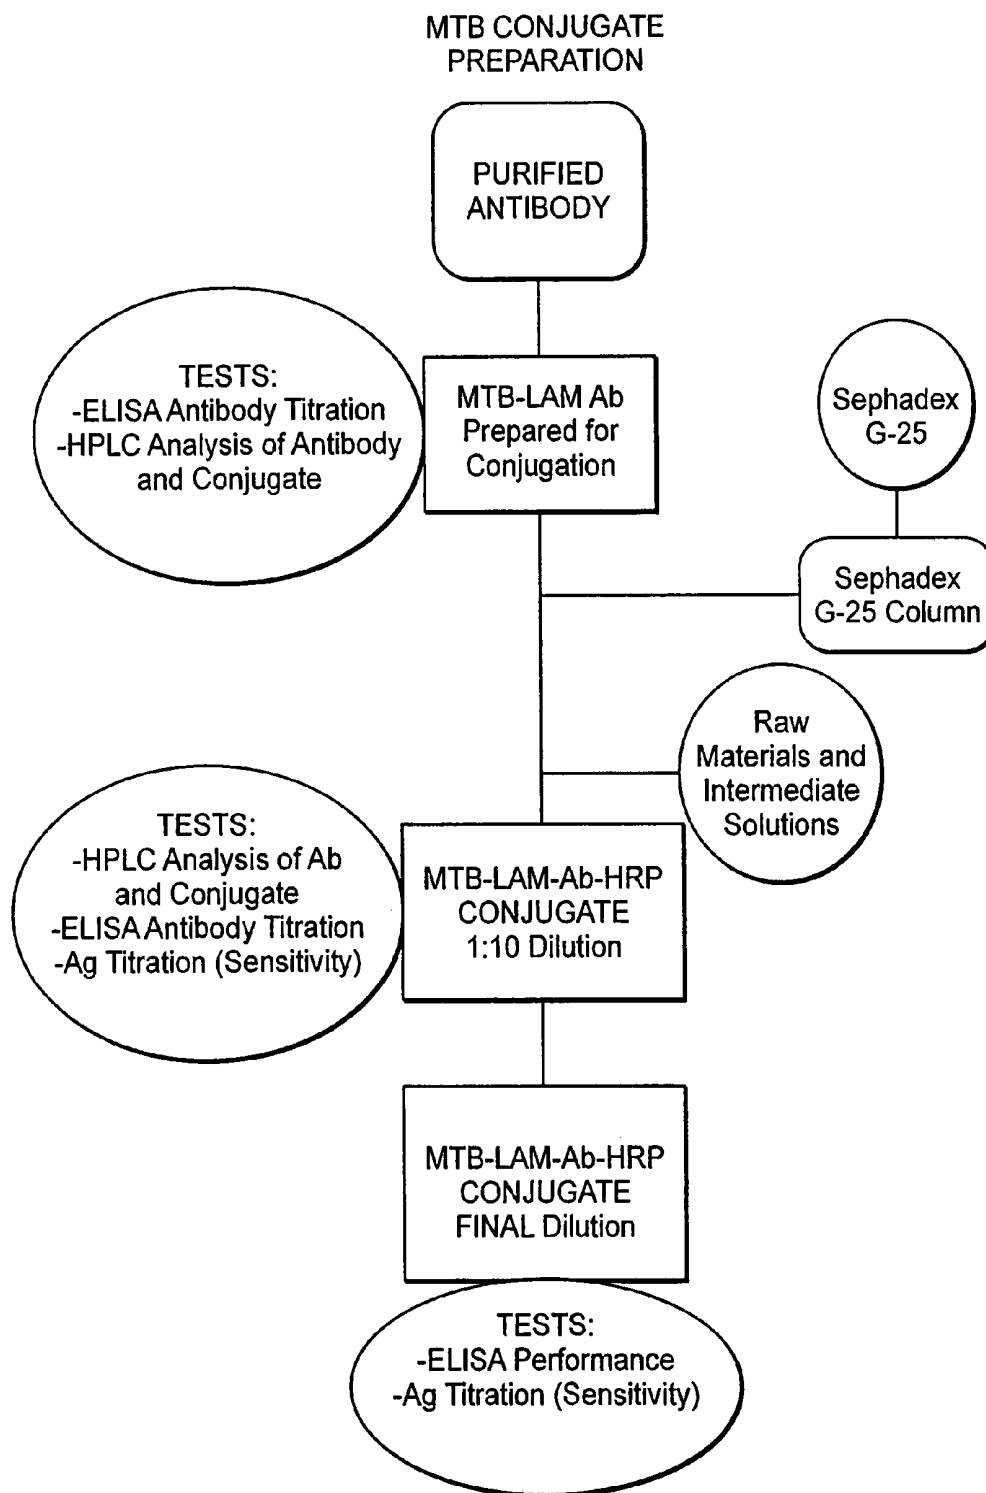 MTB CONJUGATE
PREPARATION
PURIFIED
ANTIBODY
TESTS:
-ELISA Antibody Titration
-HPLC Analysis of Antibody
and Conjugate
MTB-LAM Ab
Prepared for
Conjugation
Sephadex
G-25
Sephadex
G-25 Column
Raw
Materials and
Intermediate
Solutions
TESTS:
-HPLC Analysis of Ab
and Conjugate
-ELISA Antibody Titration
-Ag Titration (Sensitivity)
MTB-LAM-Ab-HRP
CONJUGATE
1:10 Dilution
MTB-LAM-Ab-HRP
CONJUGATE
FINAL Dilution
TESTS:
-ELISA Performance
-Ag Titration (Sensitivity)